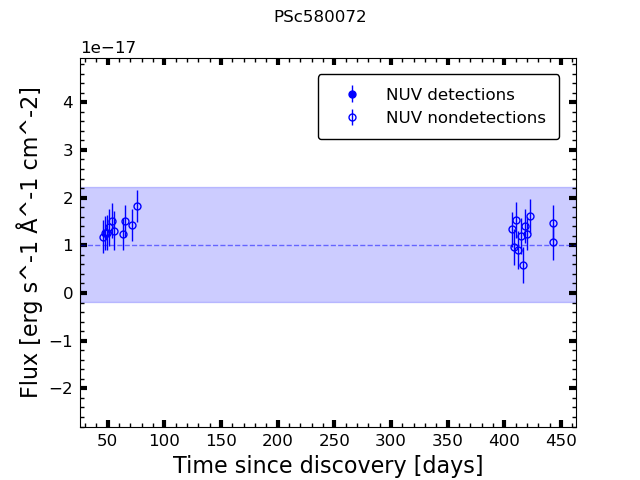 PSc580072
1e−17
NUV detections
NUV nondetections
4
3
2
1
0
−1
−2
Flux [erg s^-1 Å^-1 cm^-2]
50 100 150 200 250 300 350 400 450
Time since discovery [days]